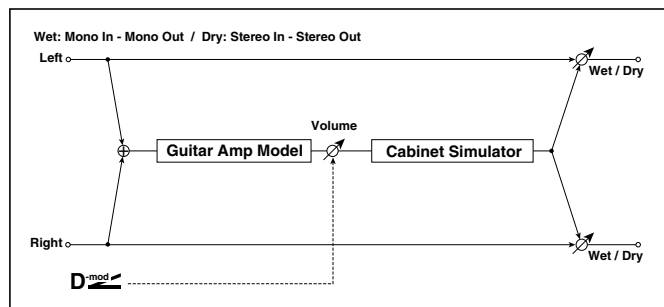 Wet: Mono In - Mono Out / Dry: Stereo In - Stereo Out
Left
Wet / Dry
Volume
Guitar Amp Model
Cabinet Simulator
Right
Wet / Dry
D-mod